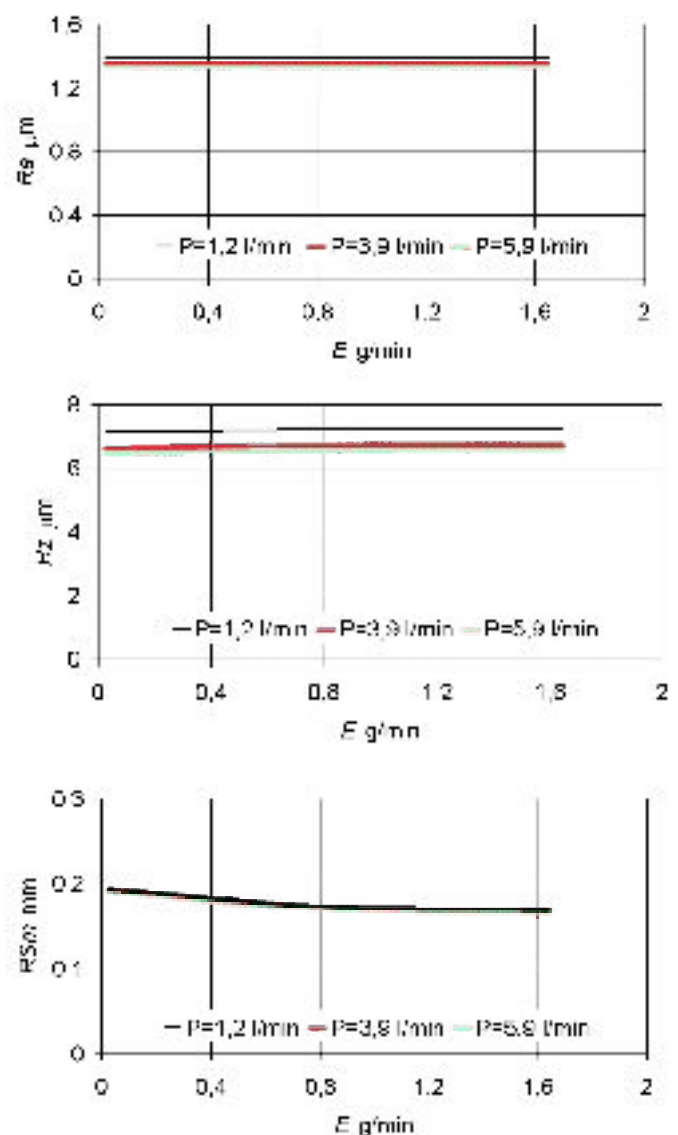 1,6
1,2
0,8
0,4
0
Ra µm
P=1,2 l/min P=3,9 l/min P=5,9 l/min
0 0,4 0,8 1,2 1,6 2
E g/min
8
6
4
2
0
Rz µm
P=1,2 l/min P=3,9 l/min P=5,9 l/min
0 0,4 0,8 1,2 1,6 2
E g/min
0,3
0,2
0,1
0
RSm mm
P=1,2 l/min P=3,9 l/min P=5,9 l/min
0 0,4 0,8 1,2 1,6 2
E g/min